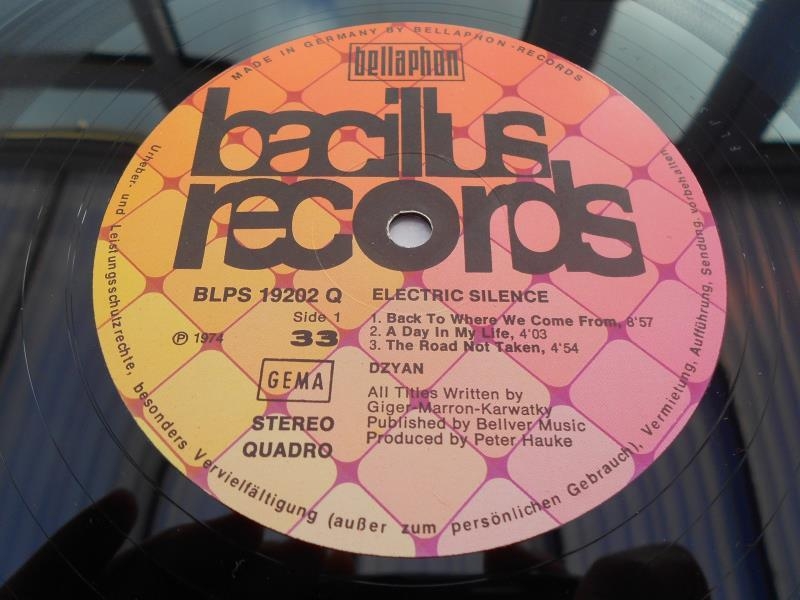 MADE IN GERMANY BY BELLAPHON-RECORDS
bellaphon
bacillus
records
BLPS 19202 Q
Side 1
℗ 1974
33
GEMA
STEREO
QUADRO
ELECTRIC SILENCE
1. Back To Where We Come From, 8'57
2. A Day In My Life, 4'03
3. The Road Not Taken, 4'54
DZYAN
All Titles Written by
Giger-Marron-Karwatky
Published by Bellver Music
Produced by Peter Hauke
Urheber- und Leistungsschutzrechte, besonders Vervielfältigung (außer zum persönlichen Gebrauch), Vermietung, Aufführung, Sendung, vorbehalten